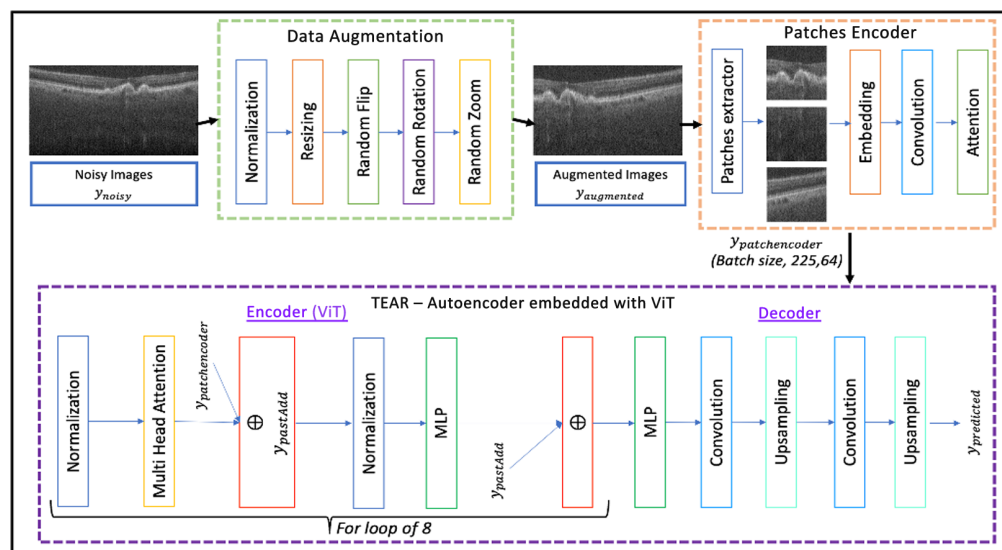 Data Augmentation
Normalization
Resizing
Random Flip
Random Rotation
Random Zoom
Noisy Images
y_noisy
Augmented Images
y_augmented
Patches Encoder
Patches extractor
Embedding
Convolution
Attention
y_patchencoder
(Batch size, 225,64)
TEAR – Autoencoder embedded with ViT
Encoder (ViT)
Decoder
Normalization
Multi Head Attention
y_patchencoder
⊕
y_pastAdd
Normalization
MLP
y_pastAdd
⊕
MLP
Convolution
Upsampling
Convolution
Upsampling
y_predicted
For loop of 8